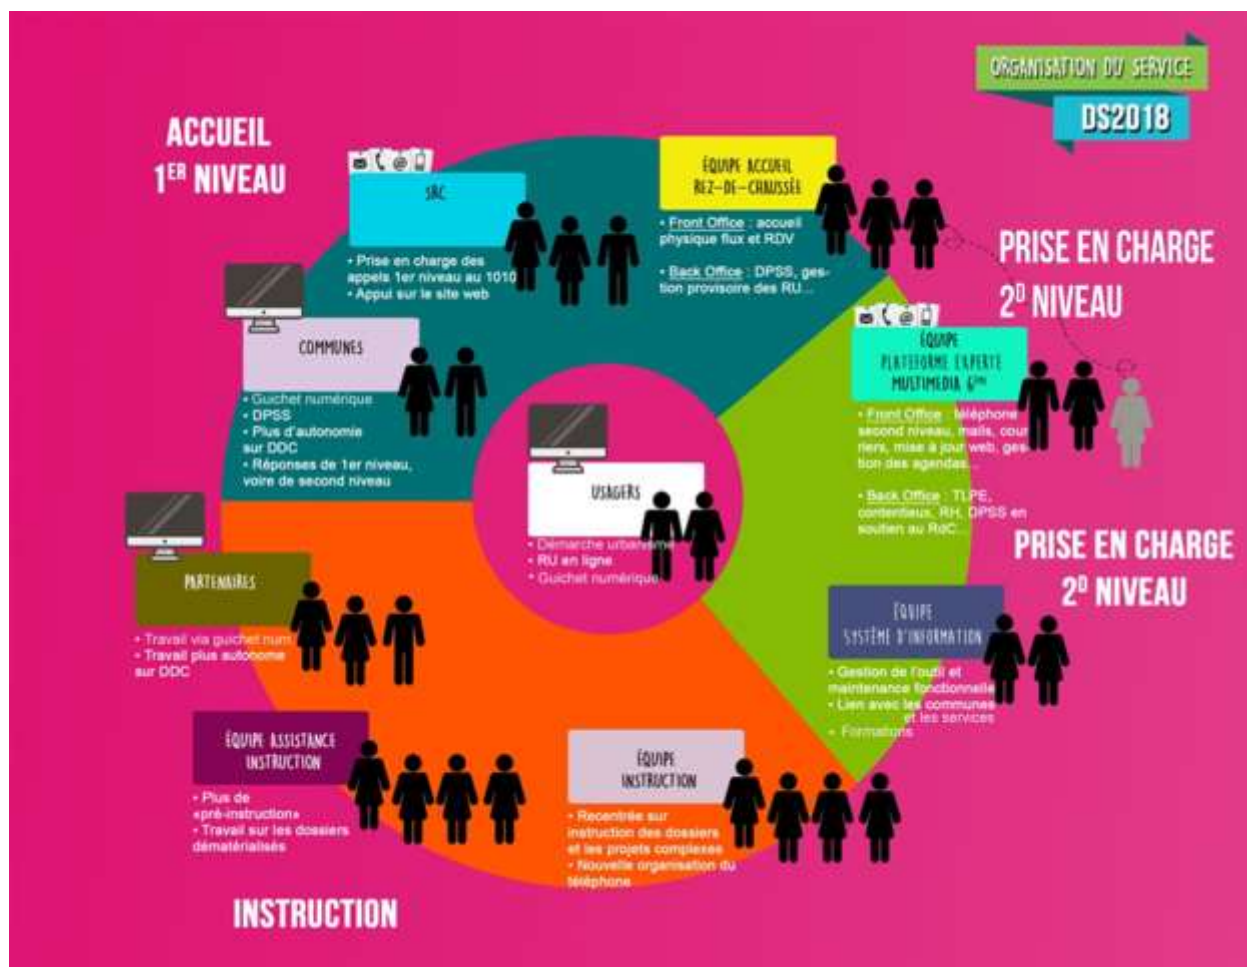 ORGANISATION DU SERVICE
DS2018
ACCUEIL
1ER NIVEAU
SRC
• Prise en charge des
appels 1er niveau au 1010
• Appui sur le site web
ÉQUIPE ACCUEIL
REZ-DE-CHAUSSÉE
• Front Office : accueil
physique flux et RDV
• Back Office : DPSS, ges-
tion provisoire des RU...
PRISE EN CHARGE
2D NIVEAU
COMMUNES
• Guichet numérique
• DPSS
• Plus d'autonomie
sur DDC
• Réponses de 1er niveau,
voire de second niveau
ÉQUIPE
PLATEFORME EXPERTE
MULTIMEDIA 6ÈME
• Front Office : téléphone
second niveau, mails, cour
riers, mise à jour web, ges-
tion des agendas...
• Back Office : TLPE,
contentieux, RH, DPSS en
soutien au RdC...
USAGERS
• Démarche urbanisme
• RU en ligne
• Guichet numérique
PRISE EN CHARGE
2D NIVEAU
PARTENAIRES
• Travail via guichet num.
• Travail plus autonome
sur DDC
ÉQUIPE
SYSTÈME D'INFORMATION
• Gestion de l'outil et
maintenance fonctionnelle
• Lien avec les communes
et les services
• Formations
ÉQUIPE ASSISTANCE
INSTRUCTION
• Plus de
«pré-instruction»
• Travail sur les dossiers
dématérialisés
ÉQUIPE
INSTRUCTION
• Recentrée sur
instruction des dossiers
et les projets complexes
• Nouvelle organisation du
téléphone
INSTRUCTION